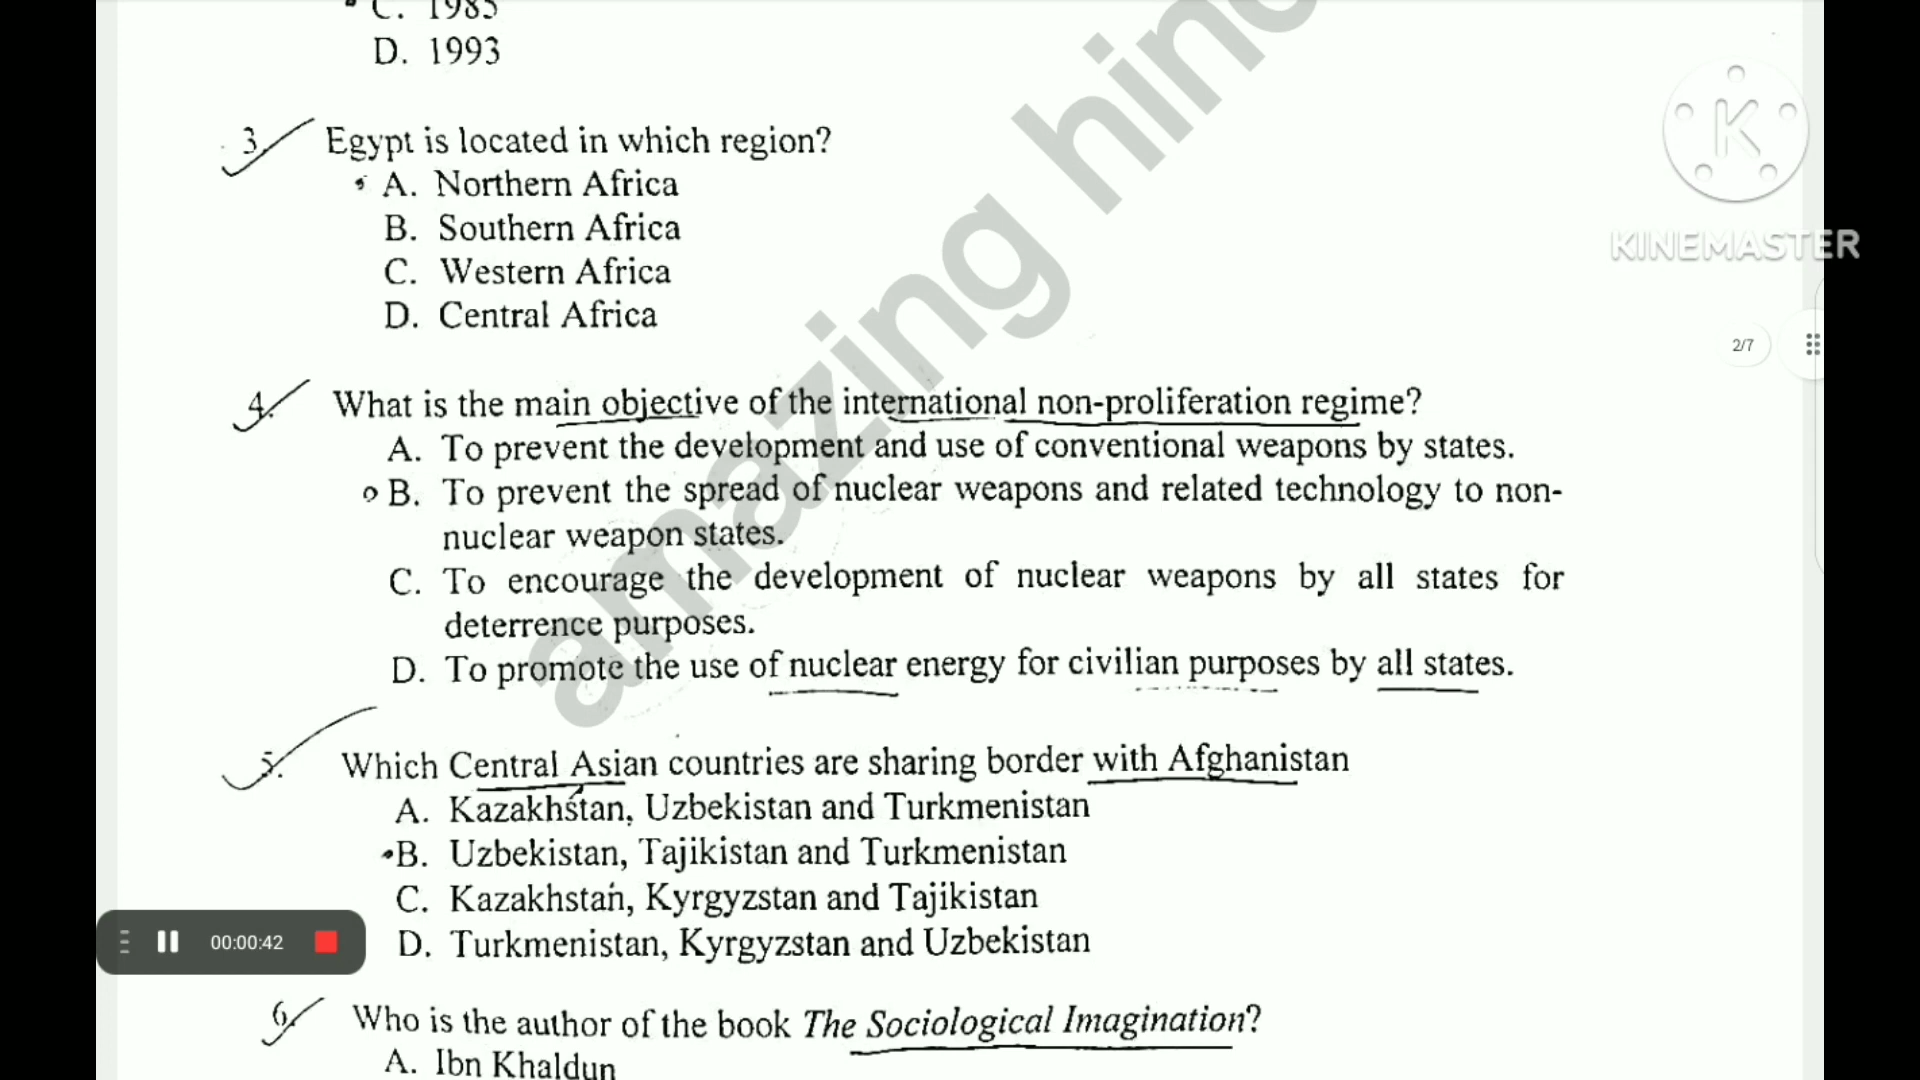 C. 1985
D. 1993
3. Egypt is located in which region?
A. Northern Africa
B. Southern Africa
C. Western Africa
D. Central Africa
4. What is the main objective of the international non-proliferation regime?
A. To prevent the development and use of conventional weapons by states.
B. To prevent the spread of nuclear weapons and related technology to non-
nuclear weapon states.
C. To encourage the development of nuclear weapons by all states for
deterrence purposes.
D. To promote the use of nuclear energy for civilian purposes by all states.
5. Which Central Asian countries are sharing border with Afghanistan
A. Kazakhstan, Uzbekistan and Turkmenistan
B. Uzbekistan, Tajikistan and Turkmenistan
C. Kazakhstan, Kyrgyzstan and Tajikistan
D. Turkmenistan, Kyrgyzstan and Uzbekistan
6. Who is the author of the book The Sociological Imagination?
A. Ibn Khaldun
amazing hind
K
KINEMASTER
2/7
00:00:42